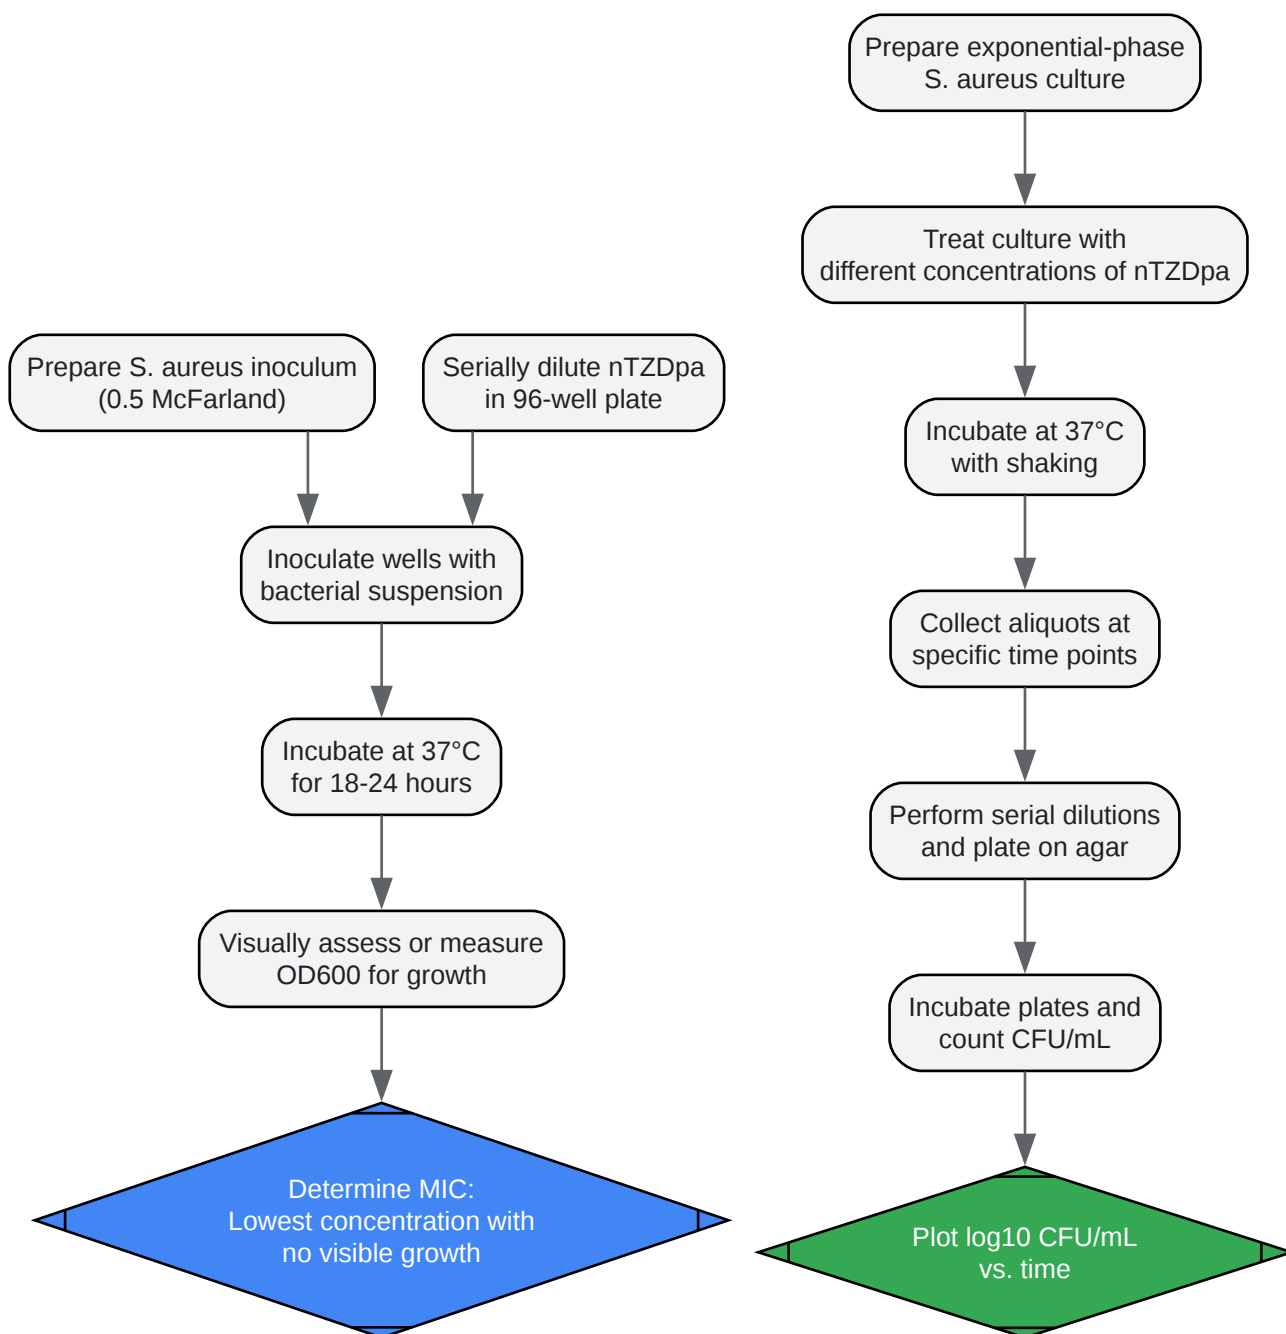 Prepare S. aureus inoculum
(0.5 McFarland)
Serially dilute nTZDpa
in 96-well plate
Inoculate wells with
bacterial suspension
Incubate at 37°C
for 18-24 hours
Visually assess or measure
OD600 for growth
Determine MIC:
Lowest concentration with
no visible growth
Prepare exponential-phase
S. aureus culture
Treat culture with
different concentrations of nTZDpa
Incubate at 37°C
with shaking
Collect aliquots at
specific time points
Perform serial dilutions
and plate on agar
Incubate plates and
count CFU/mL
Plot log10 CFU/mL
vs. time